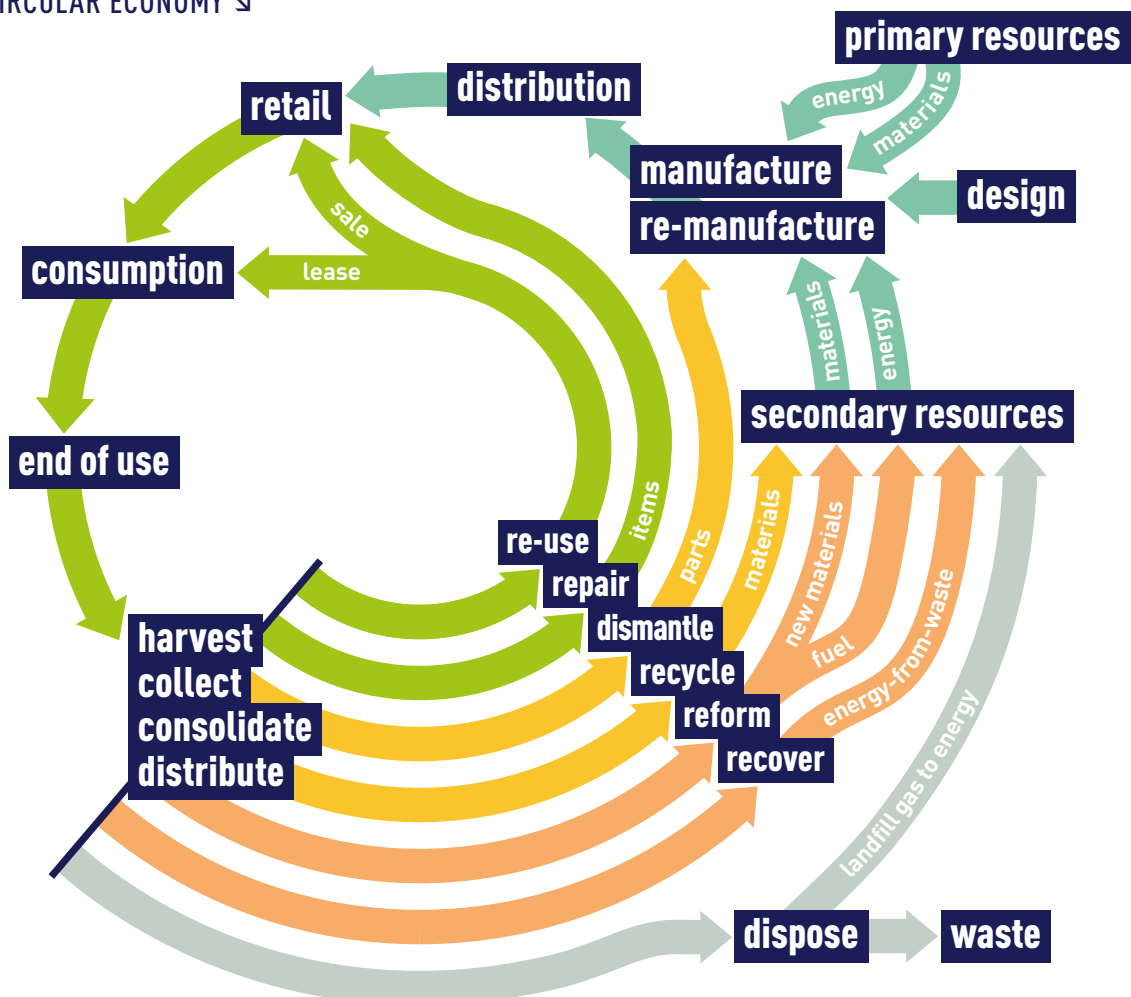 CIRCULAR ECONOMY ↘
primary resources
distribution
retail
energy
materials
manufacture
re-manufacture
design
sale
lease
consumption
materials
energy
secondary resources
end of use
items
parts
materials
new materials
fuel
energy-from-waste
landfill gas to energy
re-use
repair
dismantle
recycle
reform
recover
harvest
collect
consolidate
distribute
dispose
waste